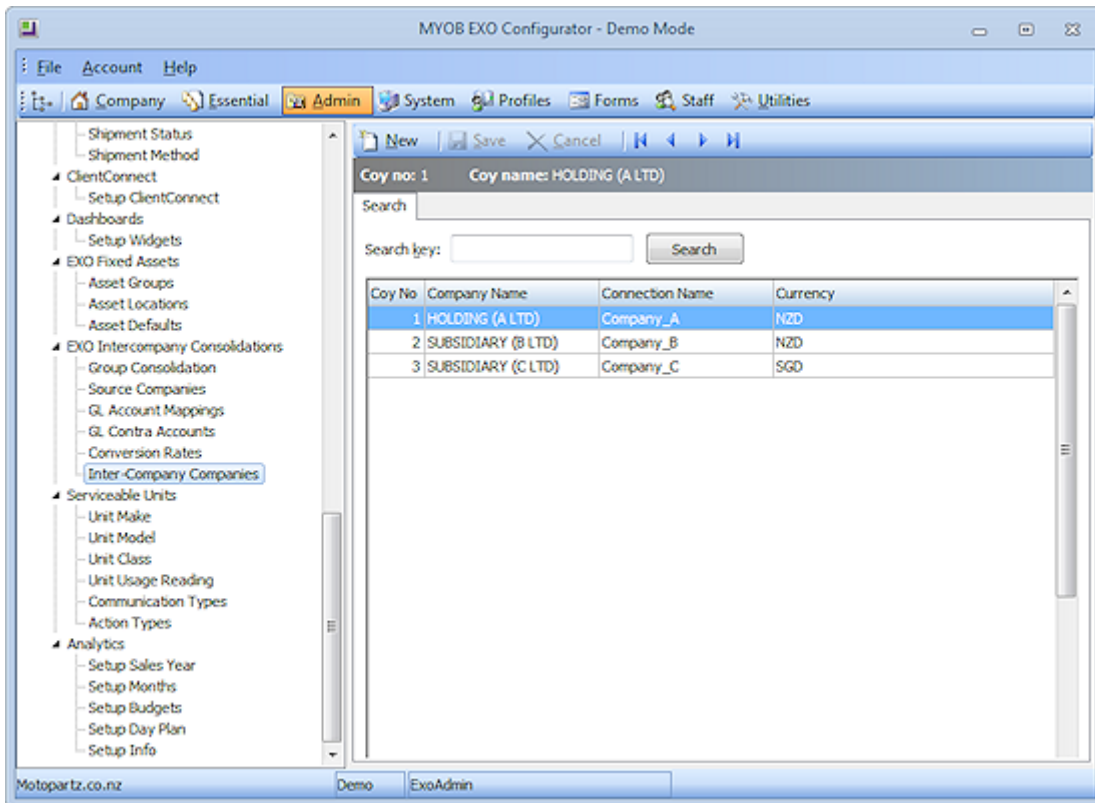 MYOB EXO Configurator - Demo Mode
File Account Help
Company Essential Admin System Profiles Forms Staff Utilities
Shipment Status
Shipment Method
ClientConnect
Setup ClientConnect
Dashboards
Setup Widgets
EXO Fixed Assets
Asset Groups
Asset Locations
Asset Defaults
EXO Intercompany Consolidations
Group Consolidation
Source Companies
GL Account Mappings
GL Contra Accounts
Conversion Rates
Inter-Company Companies
Serviceable Units
Unit Make
Unit Model
Unit Class
Unit Usage Reading
Communication Types
Action Types
Analytics
Setup Sales Year
Setup Months
Setup Budgets
Setup Day Plan
Setup Info
New Save Cancel
Coy no: 1 Coy name: HOLDING (A LTD)
Search
Search key: Search
Coy No Company Name Connection Name Currency
1 HOLDING (A LTD) Company_A NZD
2 SUBSIDIARY (B LTD) Company_B NZD
3 SUBSIDIARY (C LTD) Company_C SGD
Motopartz.co.nz Demo ExoAdmin